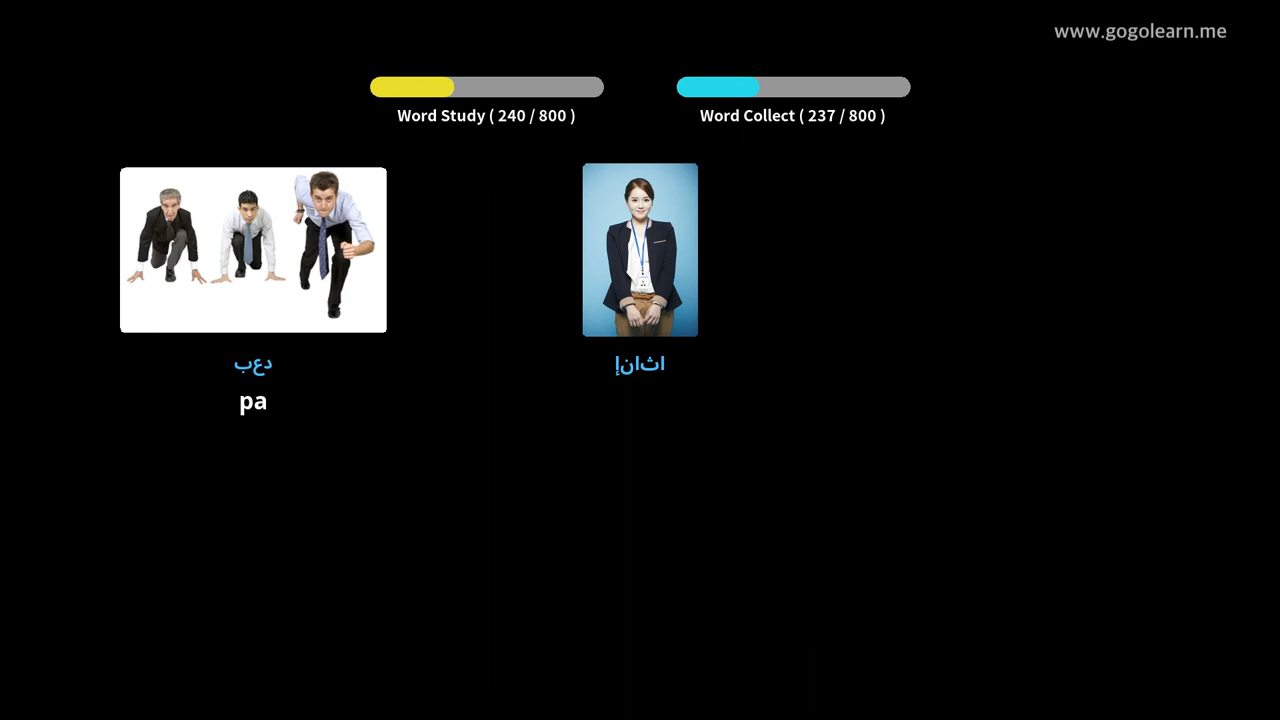 www.gogolearn.me
Word Study ( 240 / 800 )
Word Collect ( 237 / 800 )
دعب
pa
اثانإ